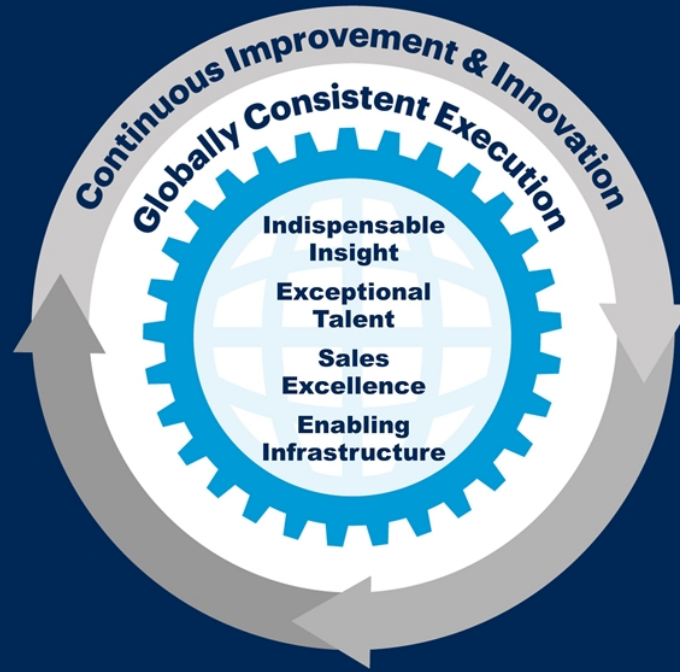 Continuous Improvement & Innovation
Globally Consistent Execution
Indispensable
Insight
Exceptional
Talent
Sales
Excellence
Enabling
Infrastructure